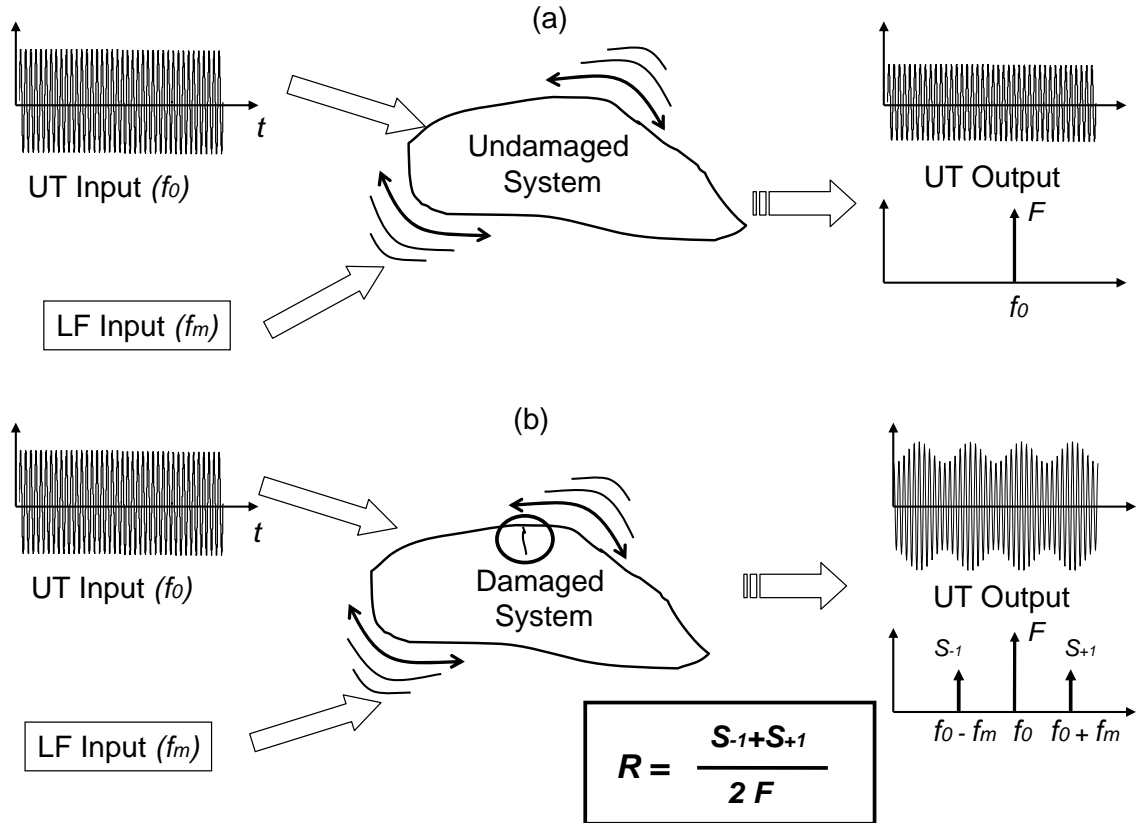 (a)
t
UT Input (f0)
Undamaged
System
UT Output
F
f0
LF Input (fm)
(b)
t
UT Input (f0)
Damaged
System
UT Output
F
S-1
S+1
f0 - fm
f0
f0 + fm
LF Input (fm)
R = S-1+S+1
2 F